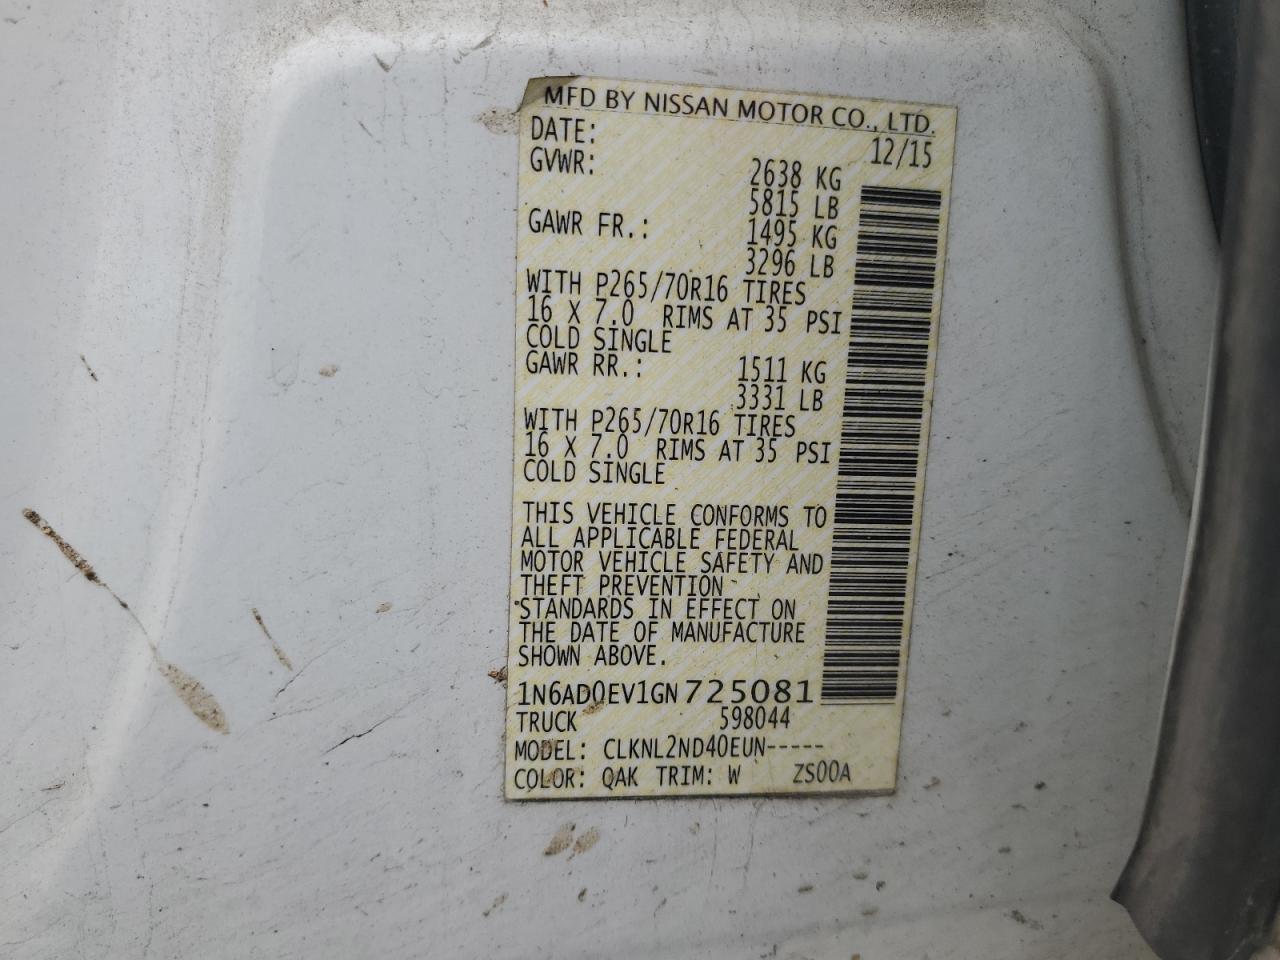 MFD BY NISSAN MOTOR CO., LTD.
DATE: 12/15
GVWR: 2638 KG
5815 LB
GAWR FR.: 1495 KG
3296 LB
WITH P265/70R16 TIRES
16 X 7.0 RIMS AT 35 PSI
COLD SINGLE
GAWR RR.: 1511 KG
3331 LB
WITH P265/70R16 TIRES
16 X 7.0 RIMS AT 35 PSI
COLD SINGLE
THIS VEHICLE CONFORMS TO
ALL APPLICABLE FEDERAL
MOTOR VEHICLE SAFETY AND
THEFT PREVENTION
STANDARDS IN EFFECT ON
THE DATE OF MANUFACTURE
SHOWN ABOVE.
1N6AD0EV1GN725081
TRUCK 598044
MODEL: CLKNL2ND40EUN-----
COLOR: QAK TRIM: W ZS00A